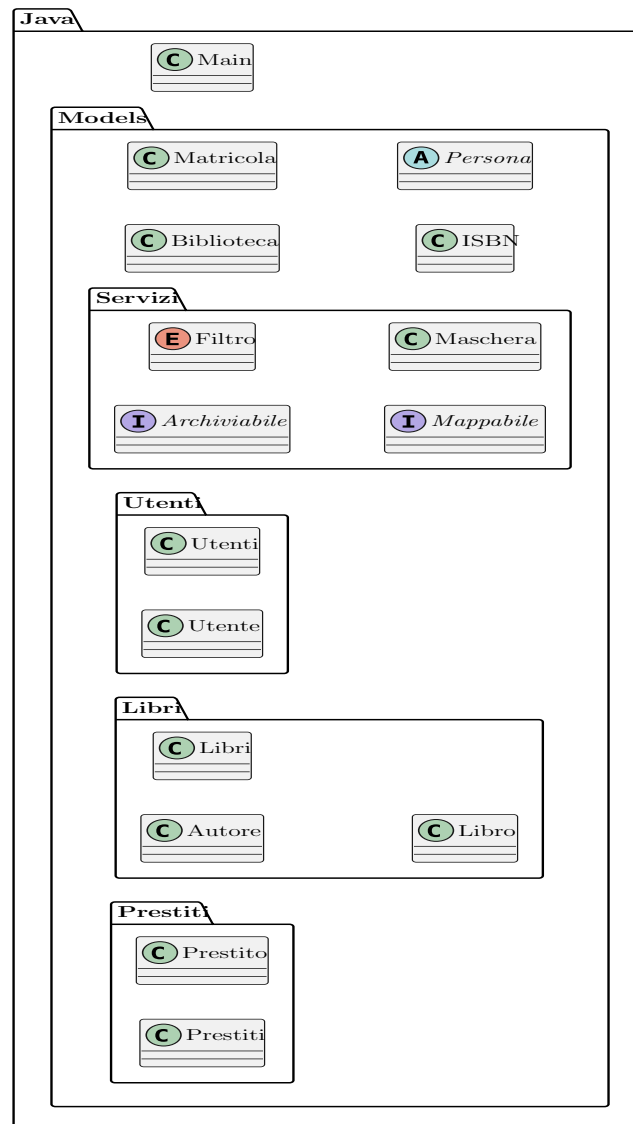 Java
C Main
Models
C Matricola
A Persona
C Biblioteca
C ISBN
Servizi
E Filtro
C Maschera
I Archiviabile
I Mappabile
Utenti
C Utenti
C Utente
Libri
C Libri
C Autore
C Libro
Prestiti
C Prestito
C Prestiti